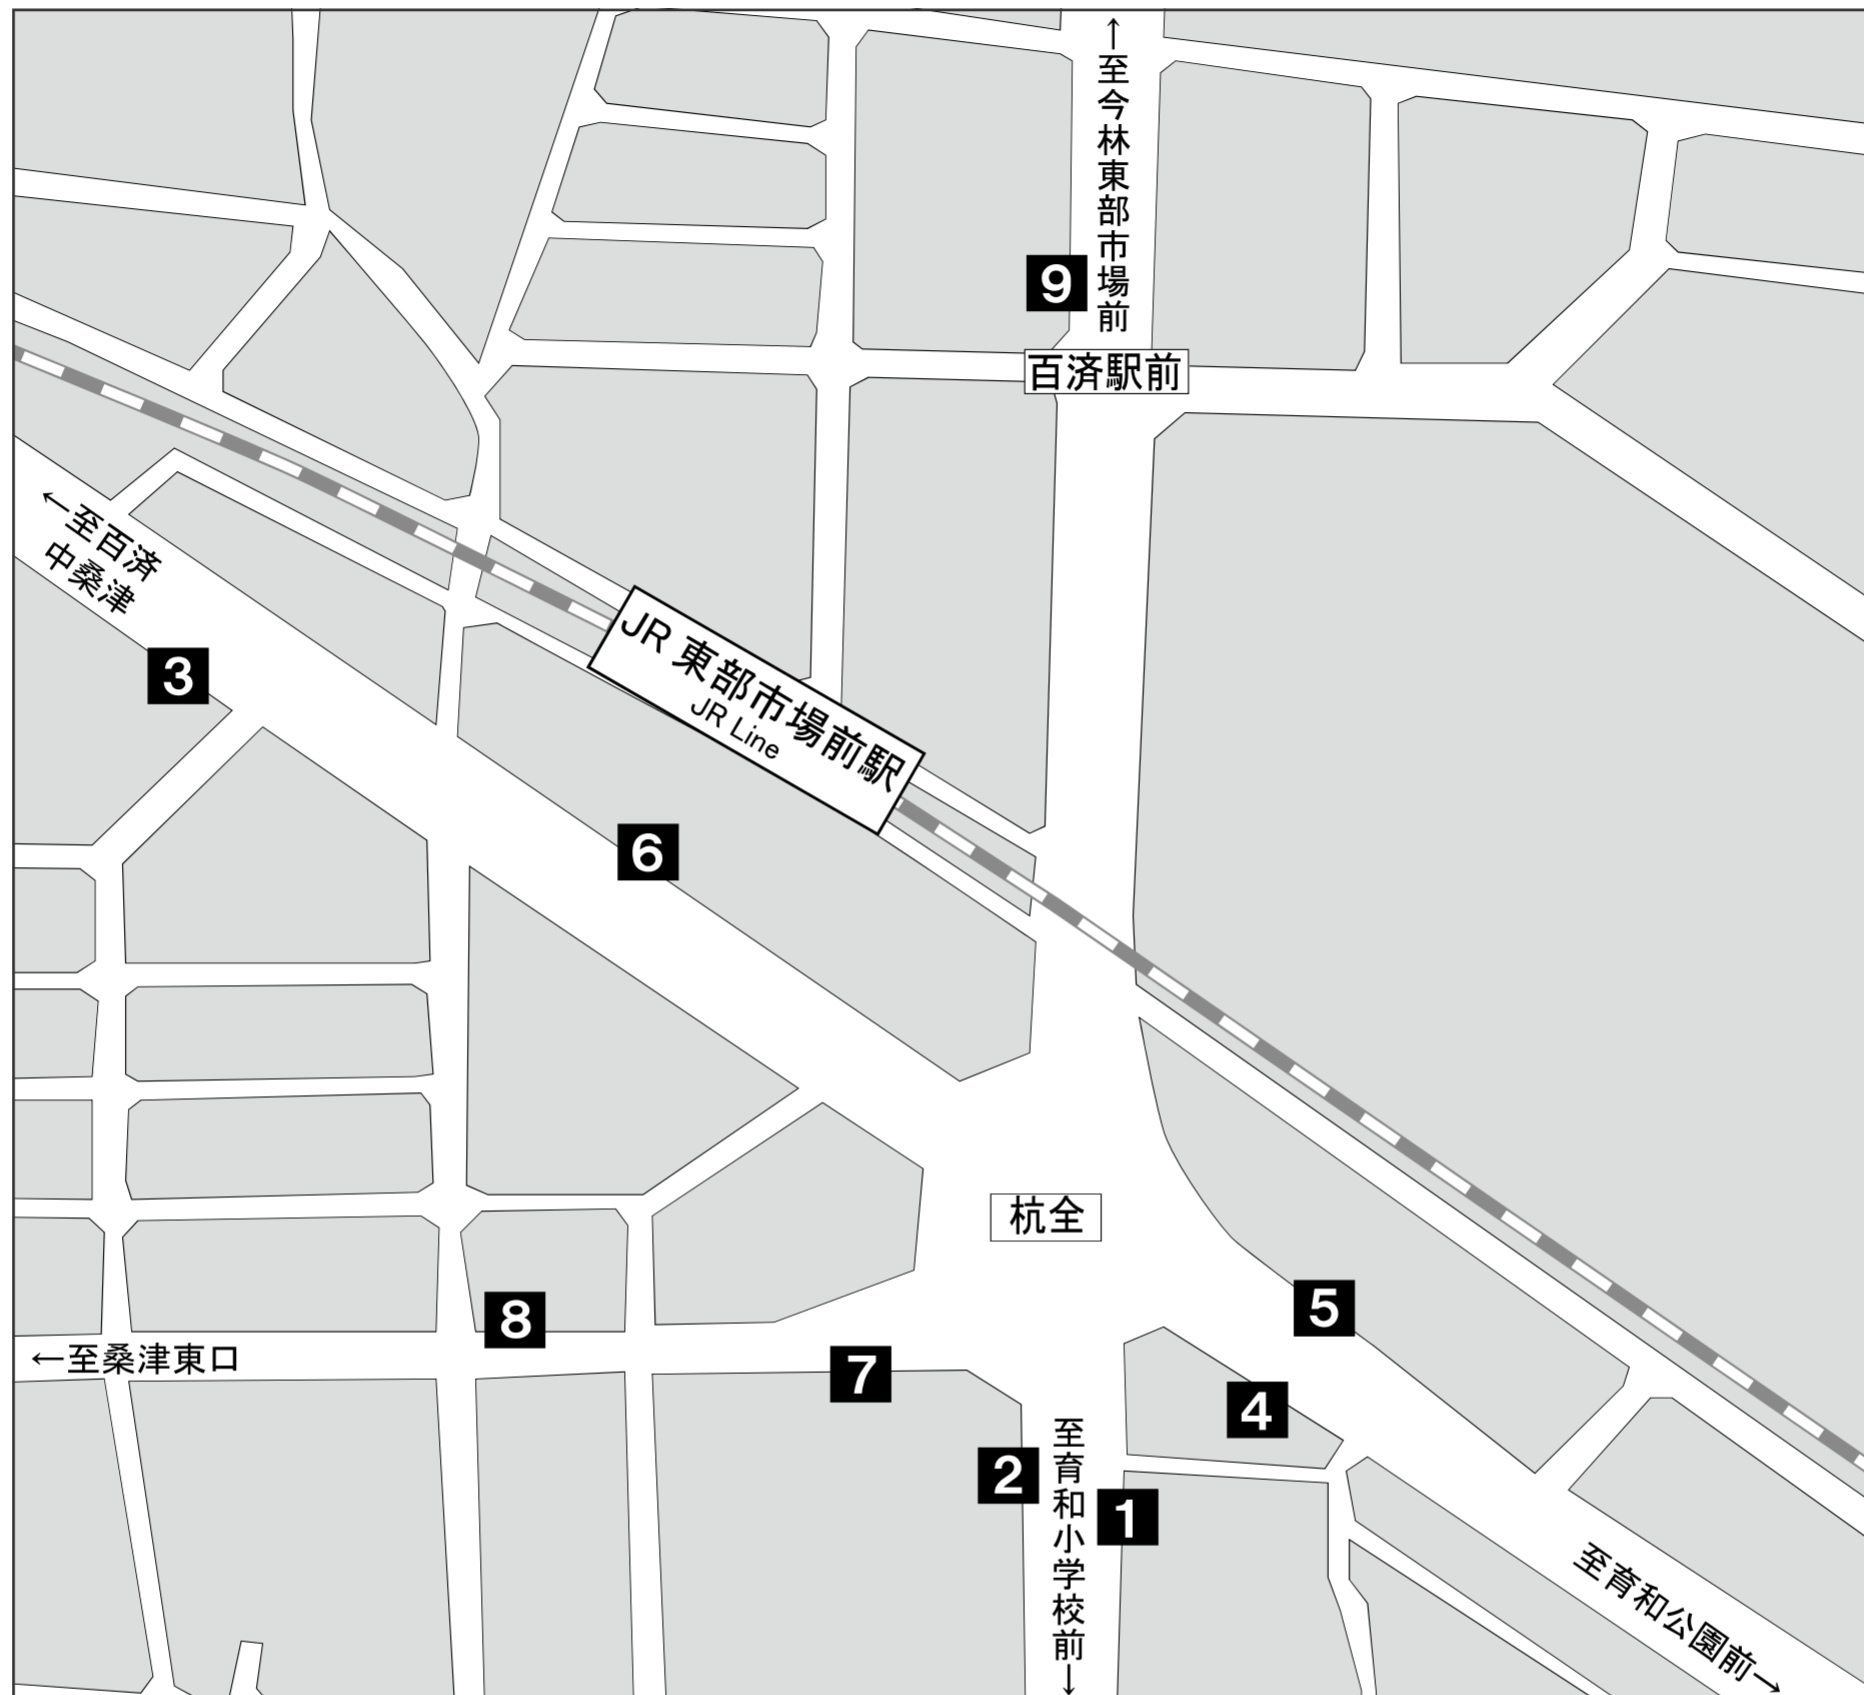 ↑至今林東部市場前
9
百済駅前
←至百済
中桑津
3
JR 東部市場前駅
JR Line
6
杭全
5
8
←至桑津東口
7
4
2
至育和小学校前↓
1
至育和公園前→